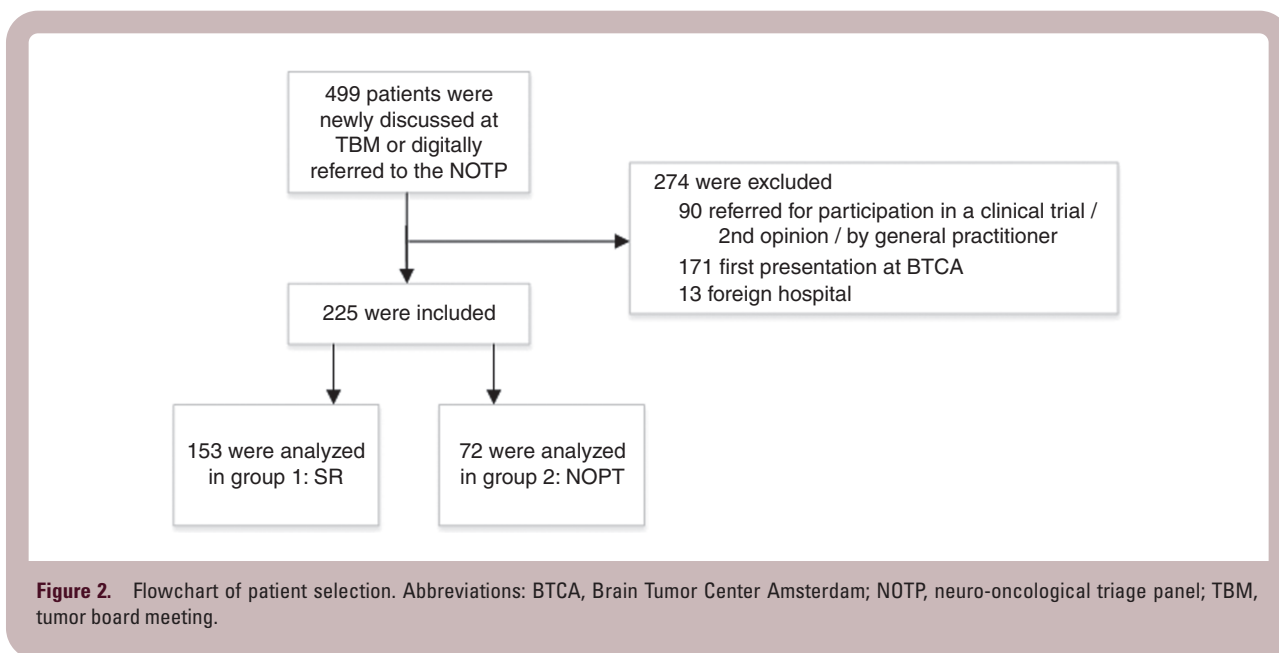 499 patients were
newly discussed at
TBM or digitally
referred to the NOTP
274 were excluded
90 referred for participation in a clinical trial /
2nd opinion / by general practitioner
171 first presentation at BTCA
13 foreign hospital
225 were included
153 were analyzed
in group 1: SR
72 were analyzed
in group 2: NOPT
Figure 2. Flowchart of patient selection. Abbreviations: BTCA, Brain Tumor Center Amsterdam; NOTP, neuro-oncological triage panel; TBM,
tumor board meeting.